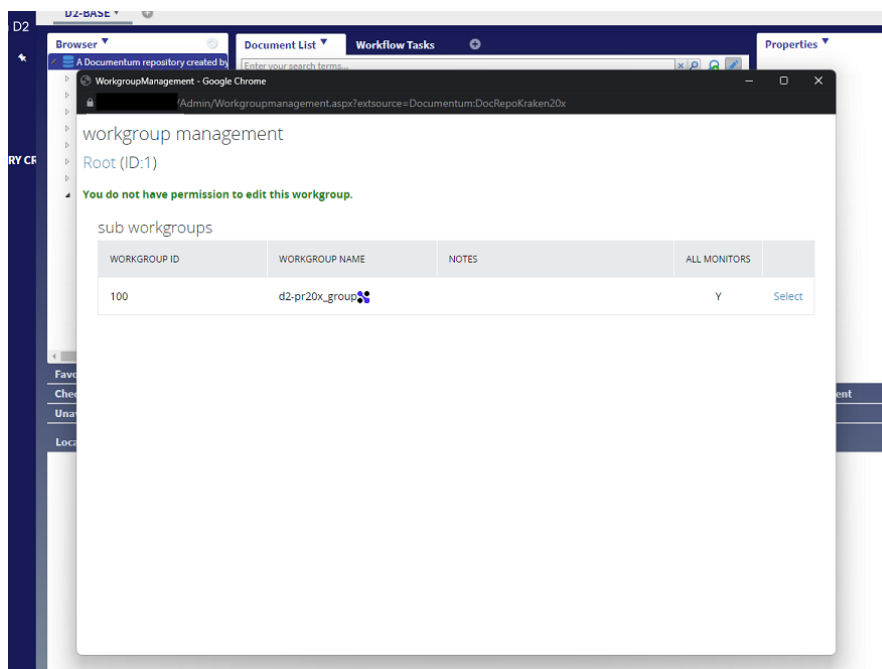 D2-BASE
D2
Browser
Document List
Workflow Tasks
Properties
A Documentum repository created by
Enter your search terms...
WorkgroupManagement - Google Chrome
/Admin/Workgroupmanagement.aspx?extsource=Documentum:DocRepoKraken20x
workgroup management
RY CR
Root (ID:1)
You do not have permission to edit this workgroup.
sub workgroups
WORKGROUP ID WORKGROUP NAME NOTES ALL MONITORS
100 d2-pr20x_group Y Select
Favo
Chec
ent
Unav
Loca